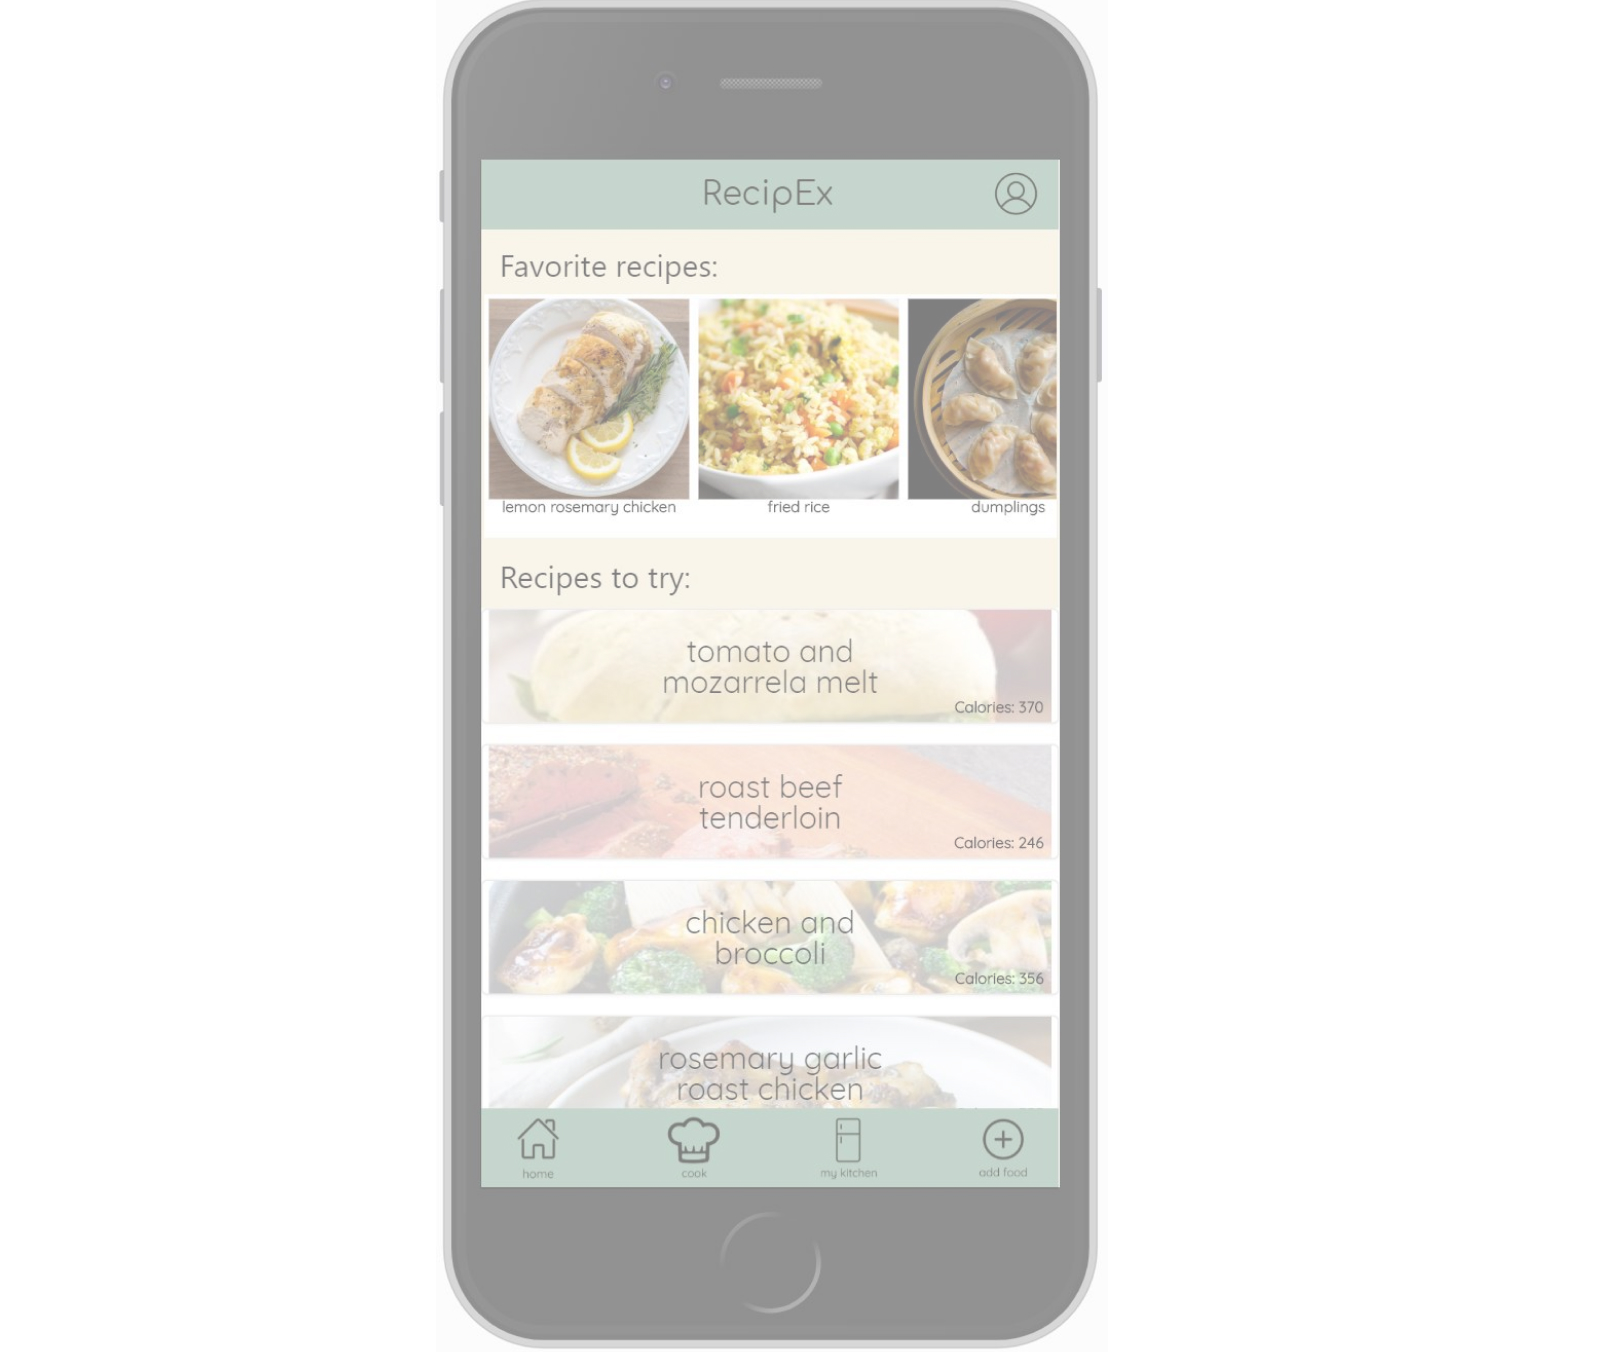 RecipEx
Favorite recipes:
lemon rosemary chicken
fried rice
dumplings
Recipes to try:
tomato and
mozarrela melt
Calories: 370
roast beef
tenderloin
Calories: 246
chicken and
broccoli
Calories: 356
rosemary garlic
roast chicken
home
cook
my kitchen
add food